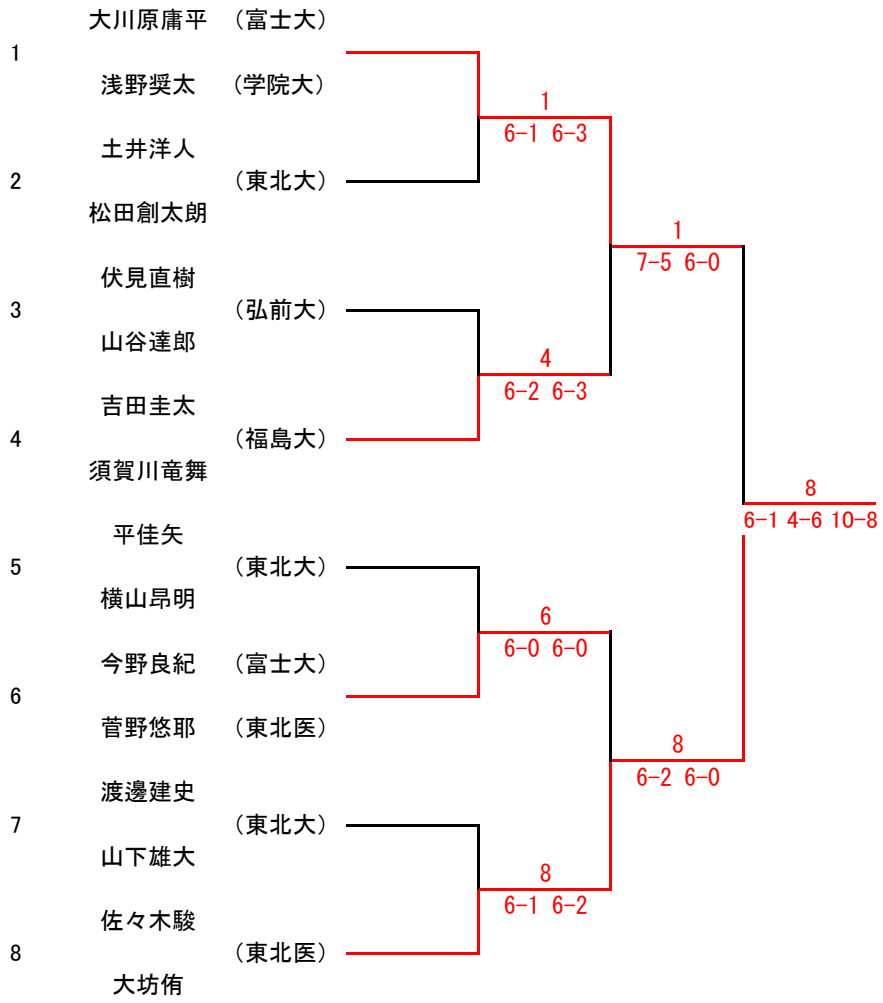 大川原庸平 （富士大）
1
浅野奨太 （学院大）
1
6-1 6-3
土井洋人
2 （東北大）
松田創太朗
1
7-5 6-0
伏見直樹
3 （弘前大）
山谷達郎
4
6-2 6-3
吉田圭太
4 （福島大）
須賀川竜舞
8
6-1 4-6 10-8
平佳矢
5 （東北大）
横山昂明
6
6-0 6-0
今野良紀 （富士大）
6
菅野悠耶 （東北医）
8
6-2 6-0
渡邊建史
7 （東北大）
山下雄大
8
6-1 6-2
佐々木駿
8 （東北医）
大坊侑